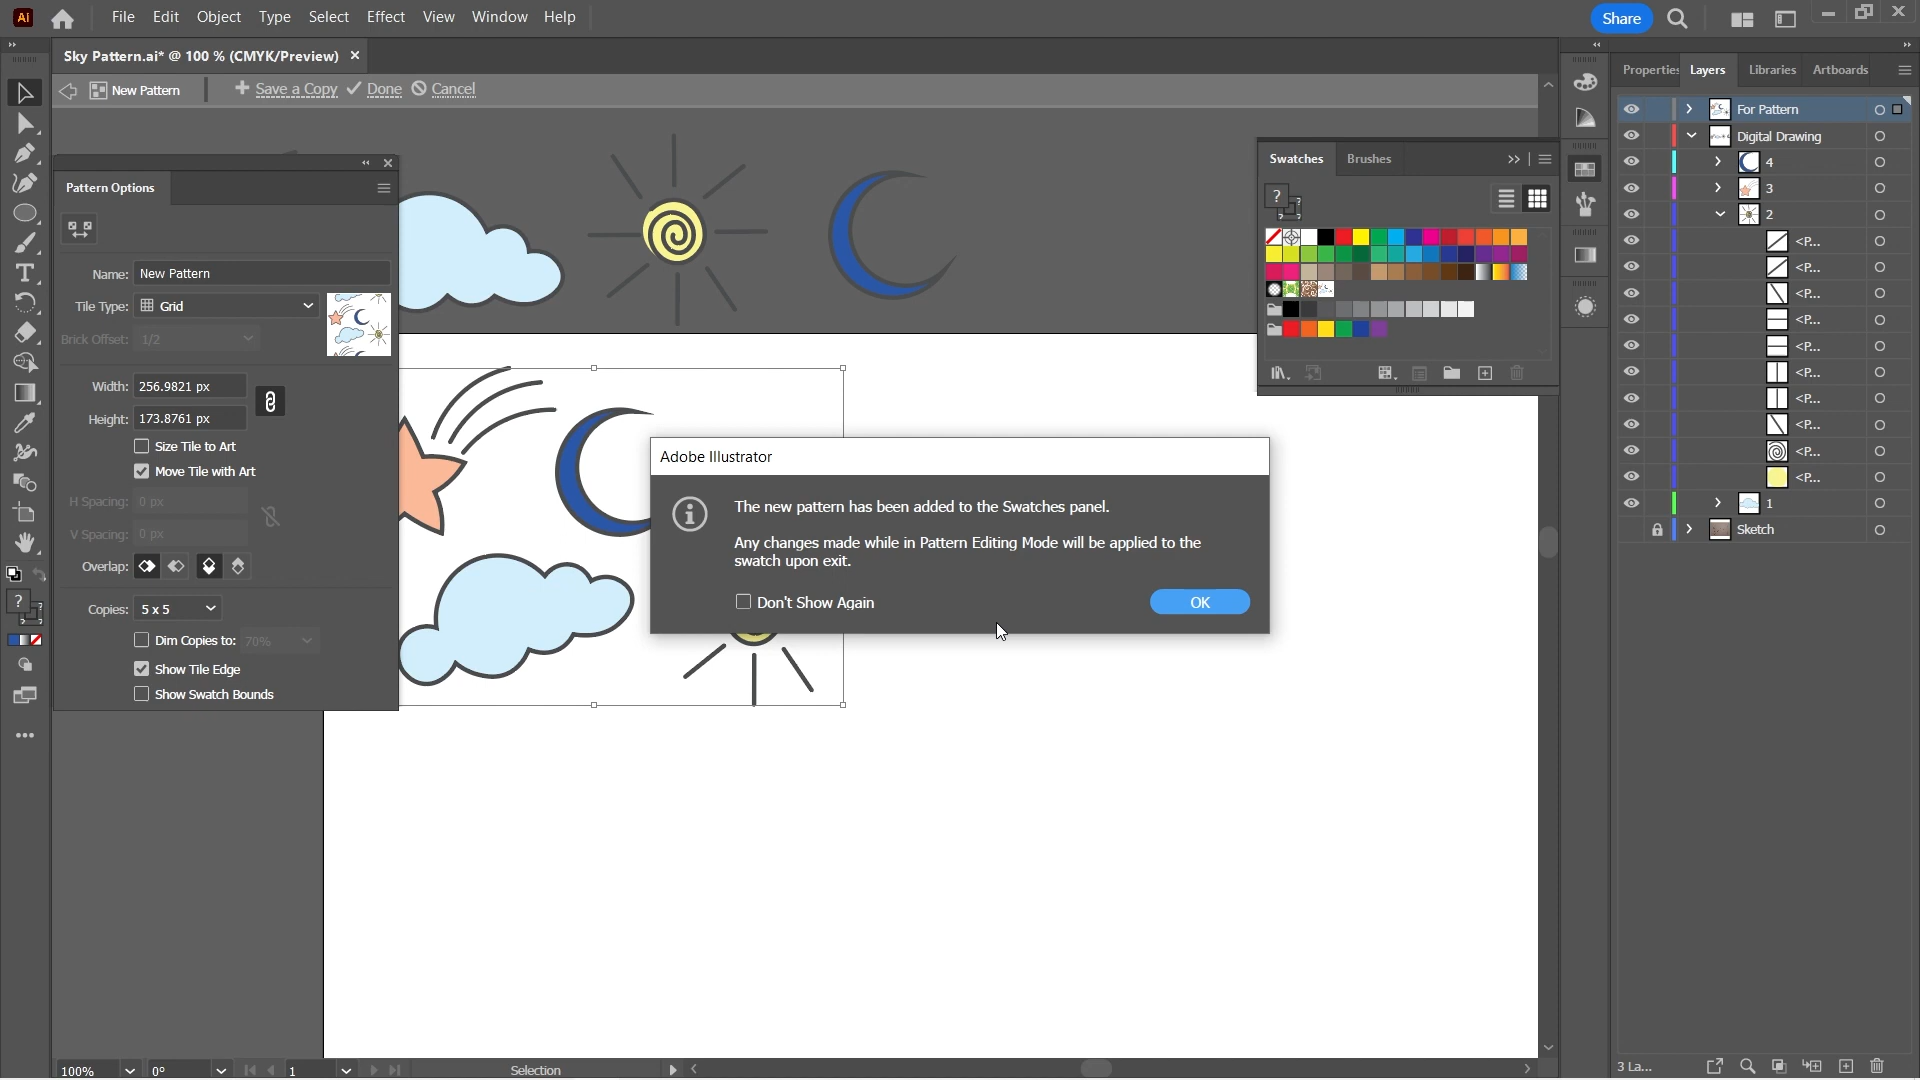 Ai File Edit Object Type Select Effect View Window Help Share
Sky Pattern.ai* @ 100 % (CMYK/Preview)
New Pattern Save a Copy Done Cancel
Properties Layers Libraries Artboards
Pattern Options
Name: New Pattern
Tile Type: Grid
Brick Offset: 1/2
Width: 256.9821 px
Height: 173.8761 px
Size Tile to Art
Move Tile with Art
H Spacing: 0 px
V Spacing: 0 px
Overlap:
Copies: 5 x 5
Dim Copies to: 70%
Show Tile Edge
Show Swatch Bounds
Adobe Illustrator
The new pattern has been added to the Swatches panel.
Any changes made while in Pattern Editing Mode will be applied to the
swatch upon exit.
Don't Show Again OK
Swatches Brushes
?
For Pattern
Digital Drawing
4
3
2
<P...
<P...
<P...
<P...
<P...
<P...
<P...
<P...
<P...
<P...
1
Sketch
?
100% 0° 1 Selection
3 La...